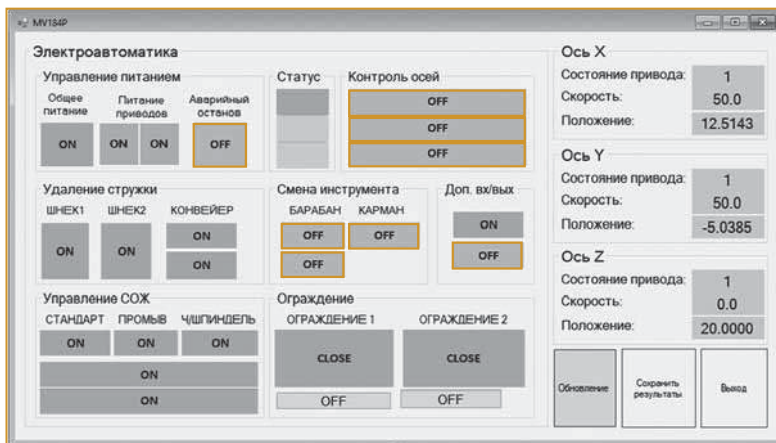 MV184P
Электроавтоматика
Управление питанием
Общее
питание
Питание
приводов
Аварийный
останов
ON
ON
ON
OFF
Статус
Контроль осей
OFF
OFF
OFF
Удаление стружки
ШНЕК1
ШНЕК2
КОНВЕЙЕР
ON
ON
ON
ON
Смена инструмента
БАРАБАН
КАРМАН
OFF
OFF
OFF
Доп. вх/вых
ON
OFF
Управление СОЖ
СТАНДАРТ
ПРОМЫВ
Ч/ШПИНДЕЛЬ
ON
ON
ON
ON
ON
Ограждение
ОГРАЖДЕНИЕ 1
ОГРАЖДЕНИЕ 2
CLOSE
CLOSE
OFF
OFF
Ось X
Состояние привода: 1
Скорость: 50.0
Положение: 12.5143
Ось Y
Состояние привода: 1
Скорость: 50.0
Положение: -5.0385
Ось Z
Состояние привода: 1
Скорость: 0.0
Положение: 20.0000
Обновление
Сохранить
результаты
Выход